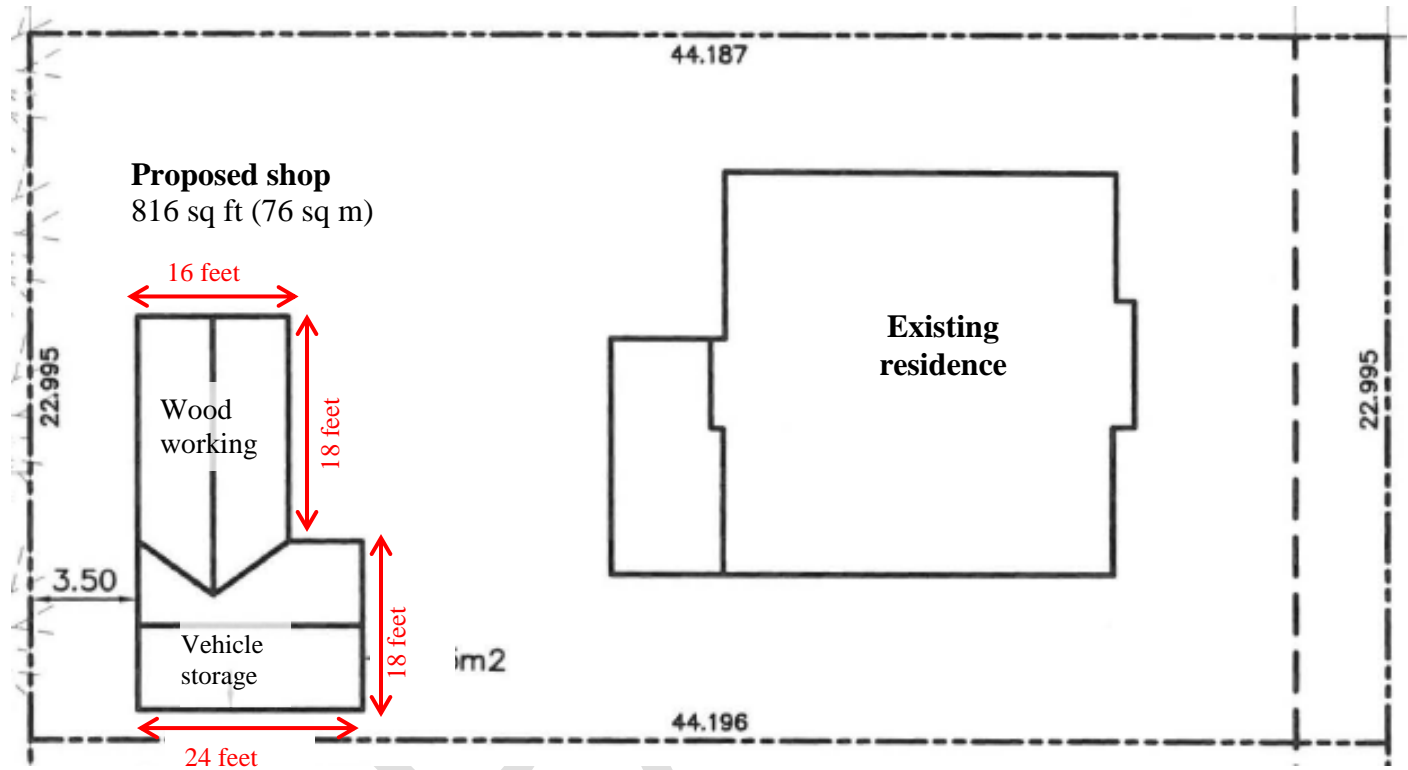 44.187
Proposed shop
816 sq ft (76 sq m)
16 feet
Existing
residence
22.995
22.995
Wood
working
18 feet
3.50
Vehicle
storage
18 feet
m2
44.196
24 feet